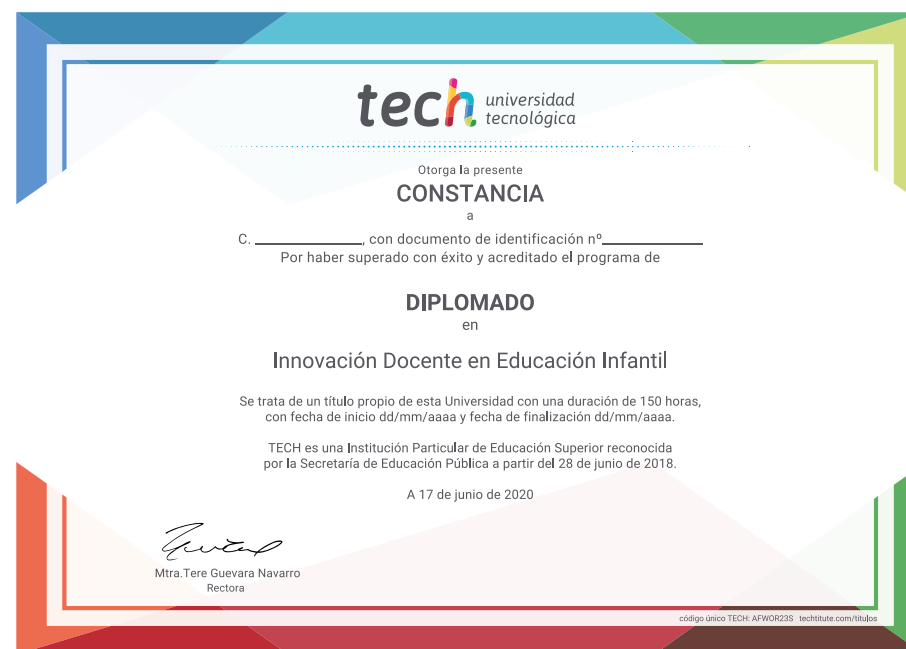 tech universidad
tecnológica
Otorga la presente
CONSTANCIA
a
C. ______________, con documento de identificación nº_____________
Por haber superado con éxito y acreditado el programa de
DIPLOMADO
en
Innovación Docente en Educación Infantil
Se trata de un título propio de esta Universidad con una duración de 150 horas,
con fecha de inicio dd/mm/aaaa y fecha de finalización dd/mm/aaaa.
TECH es una Institución Particular de Educación Superior reconocida
por la Secretaría de Educación Pública a partir del 28 de junio de 2018.
A 17 de junio de 2020
Mtra.Tere Guevara Navarro
Rectora
código único TECH: AFWOR23S techtitute.com/titulos